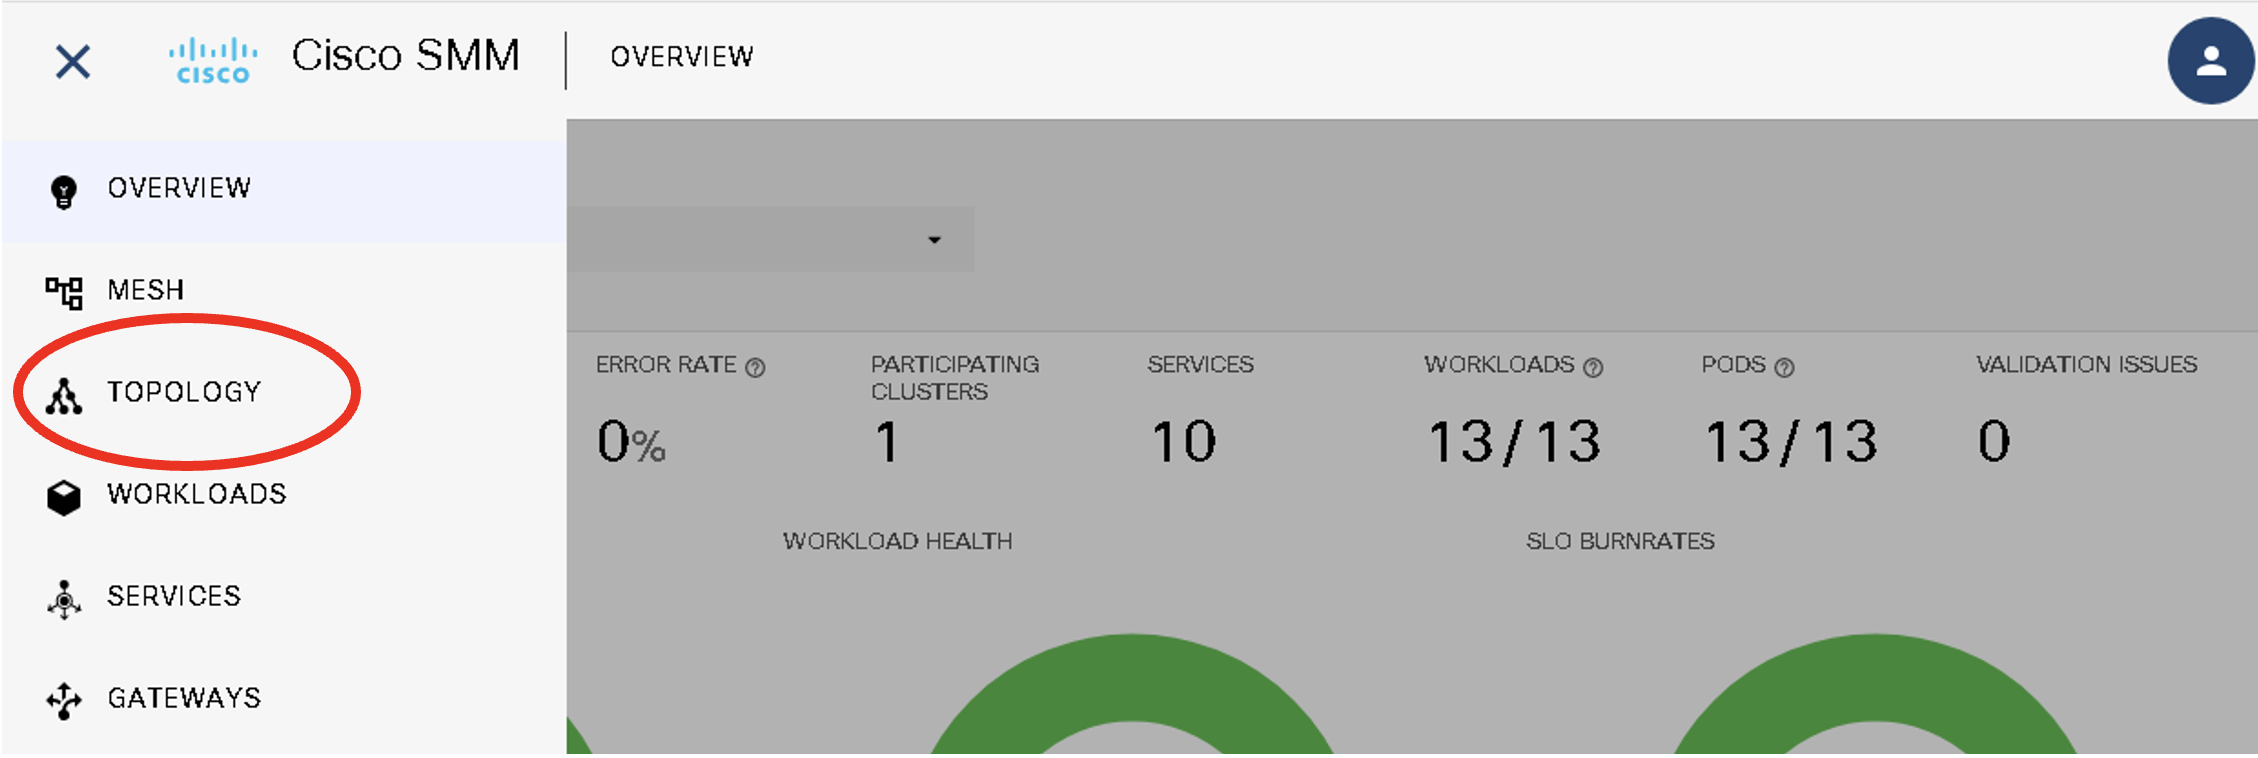 CISCO
Cisco SMM
OVERVIEW
OVERVIEW
MESH
TOPOLOGY
WORKLOADS
SERVICES
GATEWAYS
ERROR RATE ?
0%
PARTICIPATING
CLUSTERS
1
SERVICES
10
WORKLOADS ?
13/13
PODS ?
13/13
VALIDATION ISSUES
0
WORKLOAD HEALTH
SLO BURNRATES